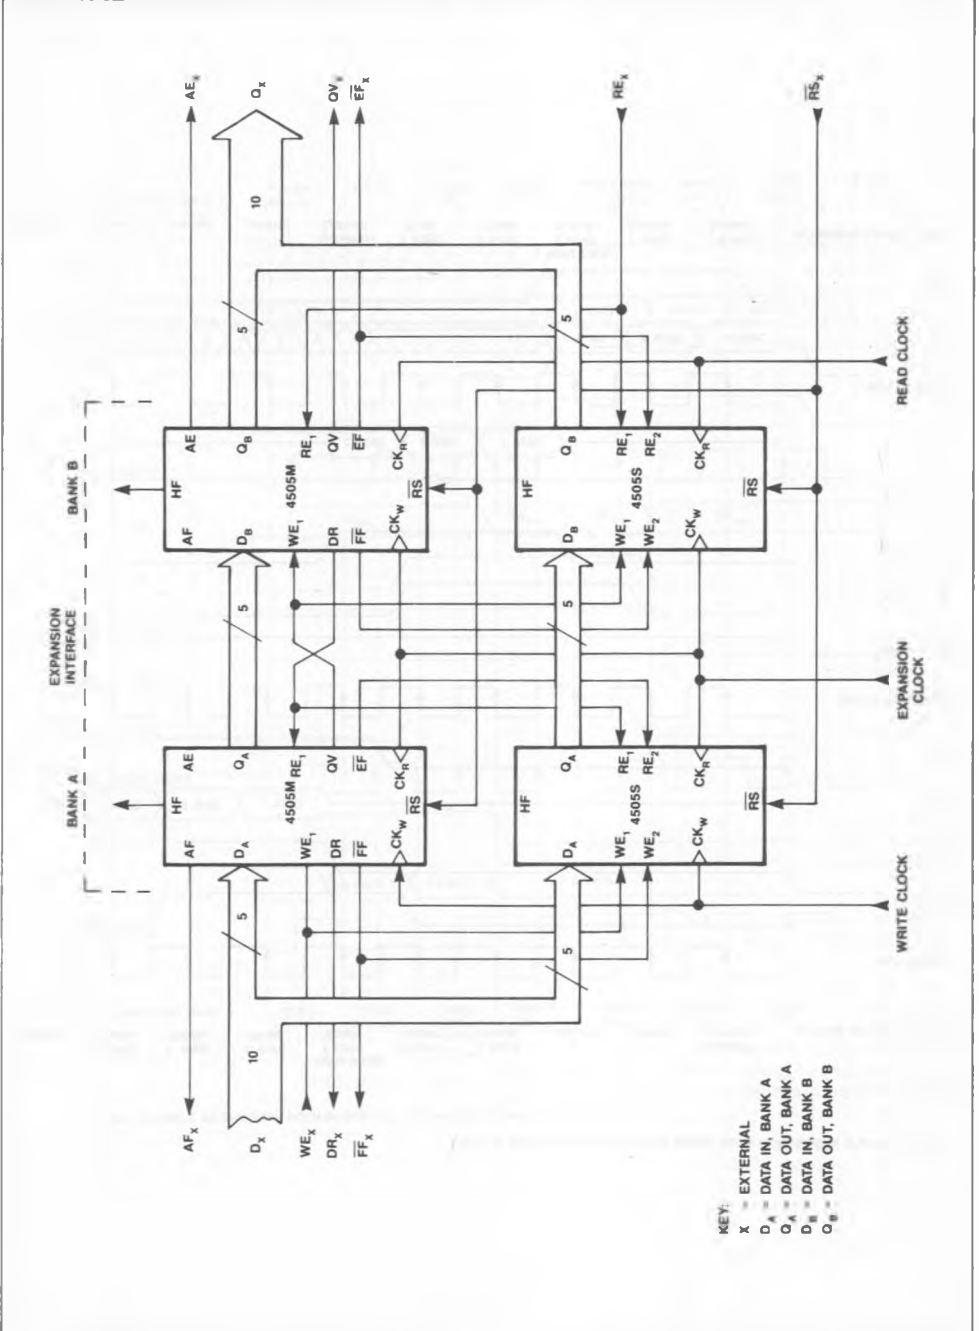 EXPANSION
INTERFACE
BANK A
BANK B
AF_X
D_X
WE_X
DR_X
FF_X
10
5
AF
HF
AE
D_A
Q_A
WE_1
4505M
RE_1
DR
QV
FF
EF
CK_W
CK_R
RS
5
AF
HF
AE
D_B
Q_B
WE_1
4505M
RE_1
DR
QV
FF
EF
CK_W
CK_R
RS
5
10
AE_X
Q_X
QV_X
EF_X
5
HF
D_A
Q_A
WE_1
4505S
RE_1
WE_2
RE_2
CK_W
CK_R
RS
5
HF
D_B
Q_B
WE_1
4505S
RE_1
WE_2
RE_2
CK_W
CK_R
RS
5
RE_X
RS_X
WRITE CLOCK
EXPANSION
CLOCK
READ CLOCK
KEY:
X = EXTERNAL
D_A = DATA IN, BANK A
Q_A = DATA OUT, BANK A
D_B = DATA IN, BANK B
Q_B = DATA OUT, BANK B